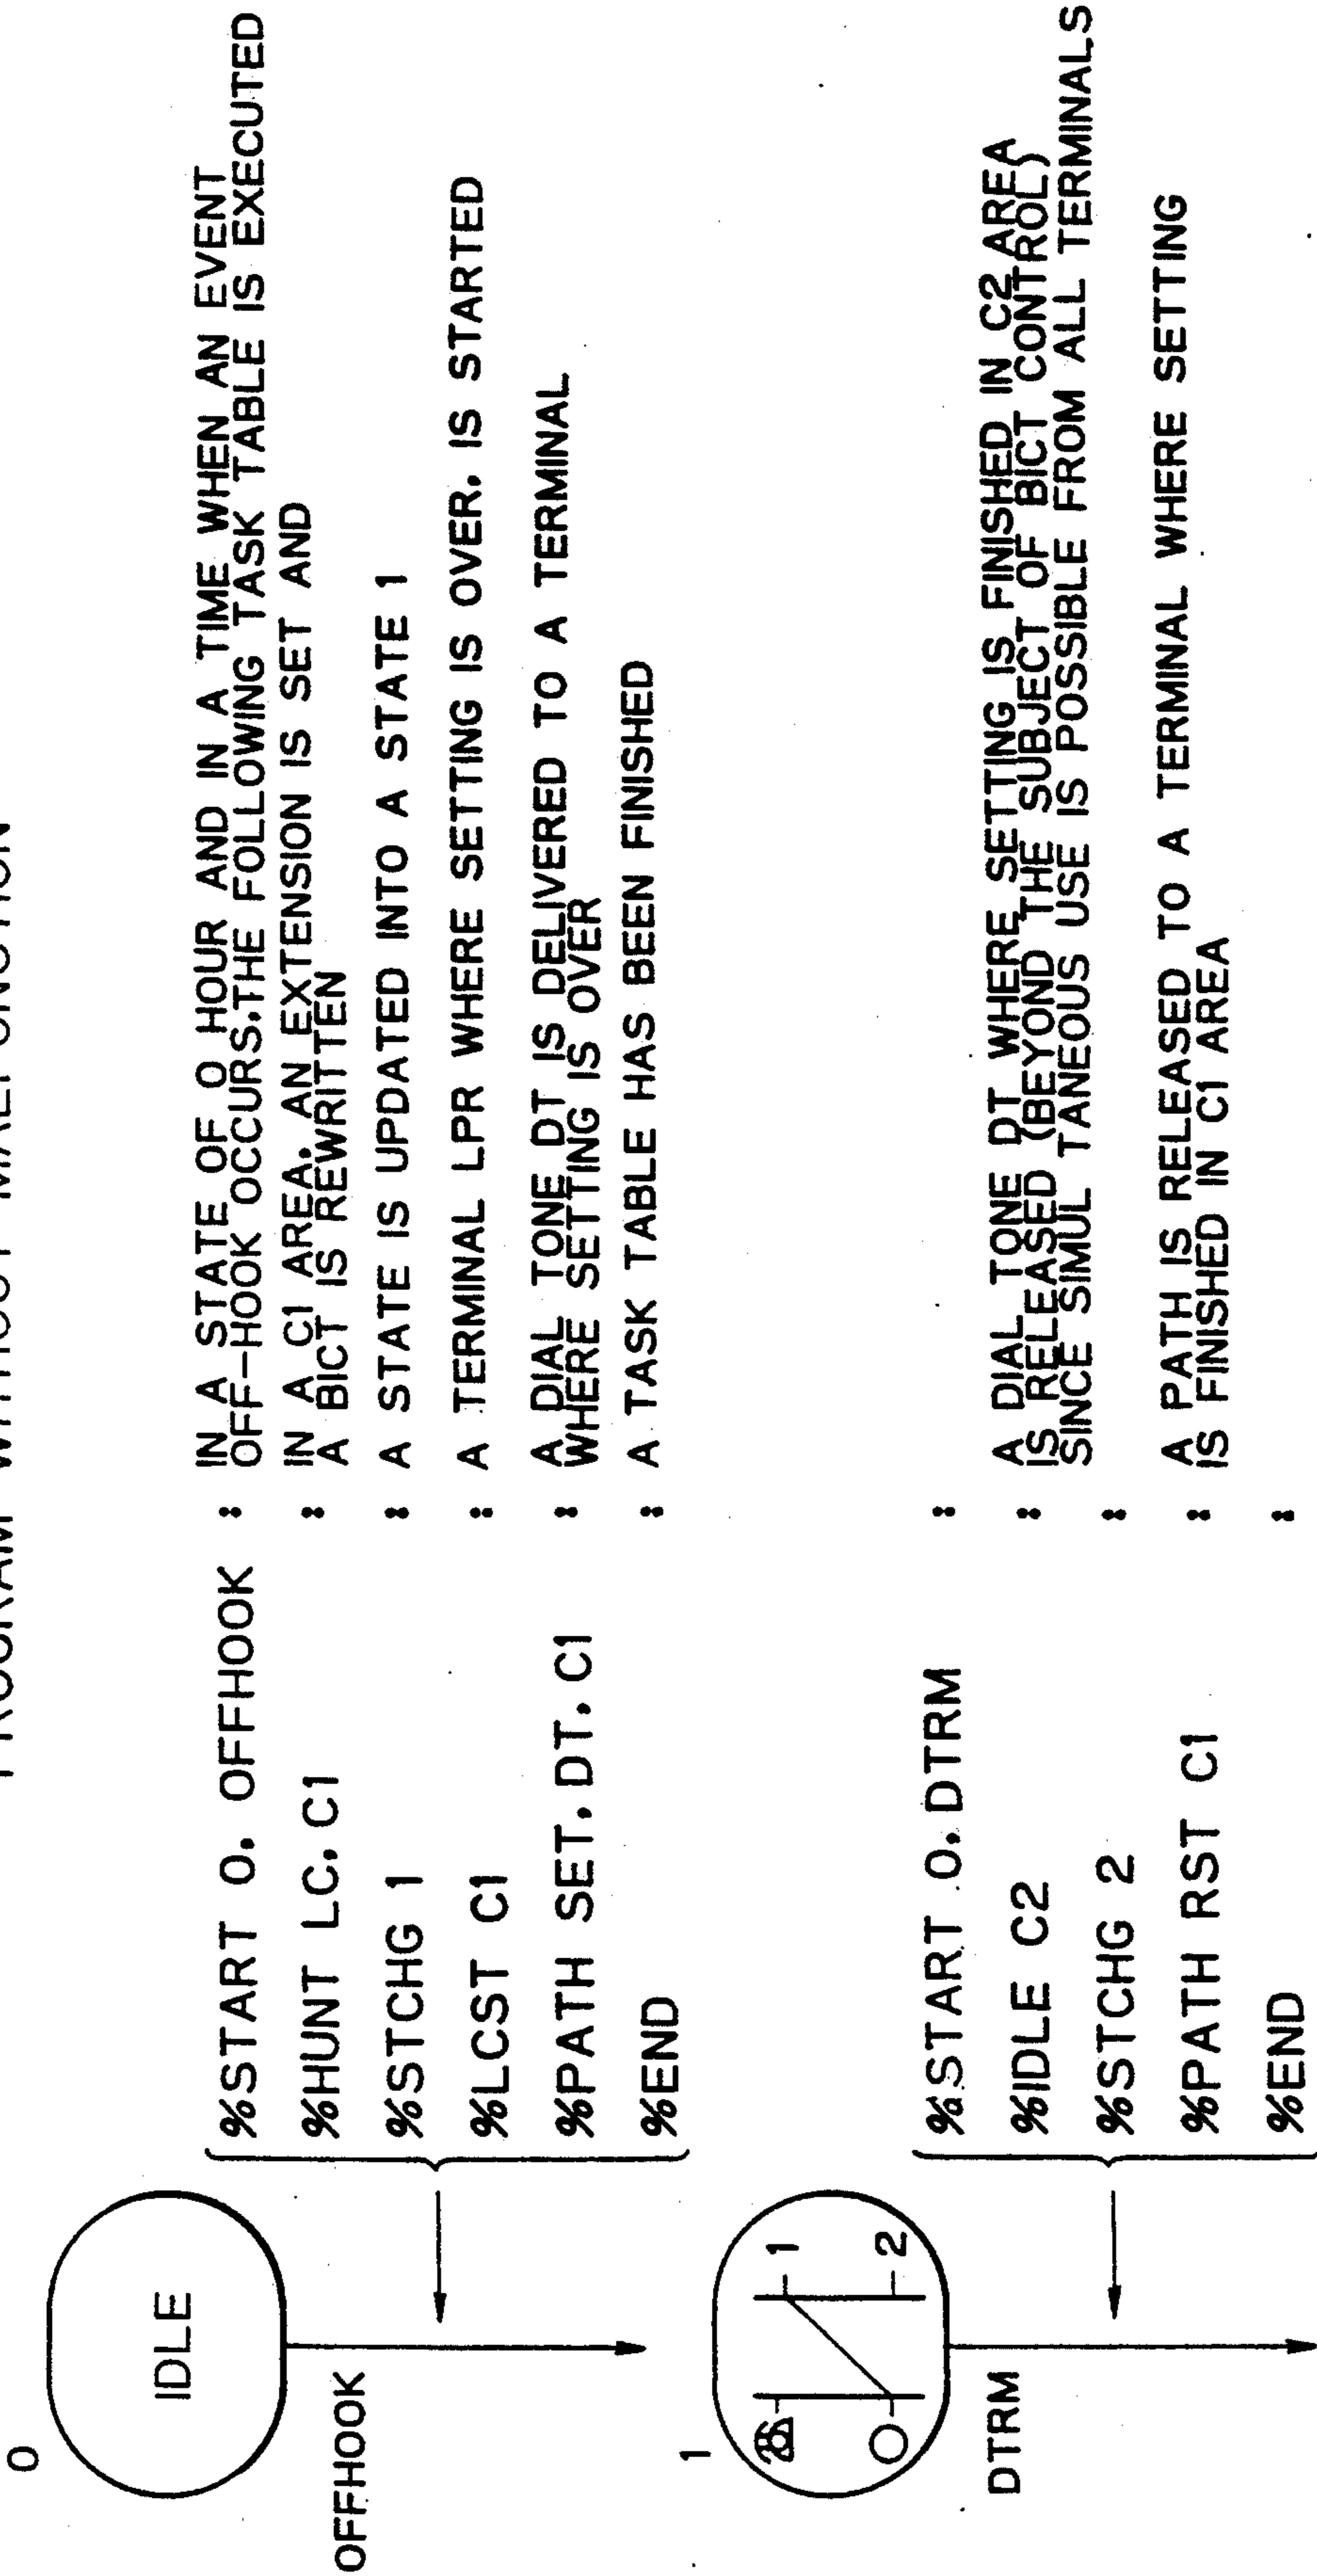 PROGRAM WITHOUT MALFUNCTION
0
IDLE
OFFHOOK
%START 0. OFFHOOK : IN A STATE OF 0 HOUR AND IN A TIME WHEN AN EVENT
OFF-HOOK OCCURS, THE FOLLOWING TASK TABLE IS EXECUTED
%HUNT LC, C1 : IN A C1 AREA, AN EXTENSION IS SET AND
A BICT IS REWRITTEN
%STCHG 1 : A STATE IS UPDATED INTO A STATE 1
%LCST C1 : A TERMINAL LPR WHERE SETTING IS OVER, IS STARTED
%PATH SET, DT, C1 : A DIAL TONE DT IS DELIVERED TO A TERMINAL
WHERE SETTING IS OVER
%END : A TASK TABLE HAS BEEN FINISHED
1
1
2
DTRM
%START 0. DTRM :
%IDLE C2 : A DIAL TONE DT WHERE SETTING IS FINISHED IN C2 AREA
IS RELEASED (BEYOND THE SUBJECT OF BICT CONTROL)
SINCE SIMUL TANEOUS USE IS POSSIBLE FROM ALL TERMINALS
%STCHG 2 :
%PATH RST C1 : A PATH IS RELEASED TO A TERMINAL WHERE SETTING
IS FINISHED IN C1 AREA
%END :